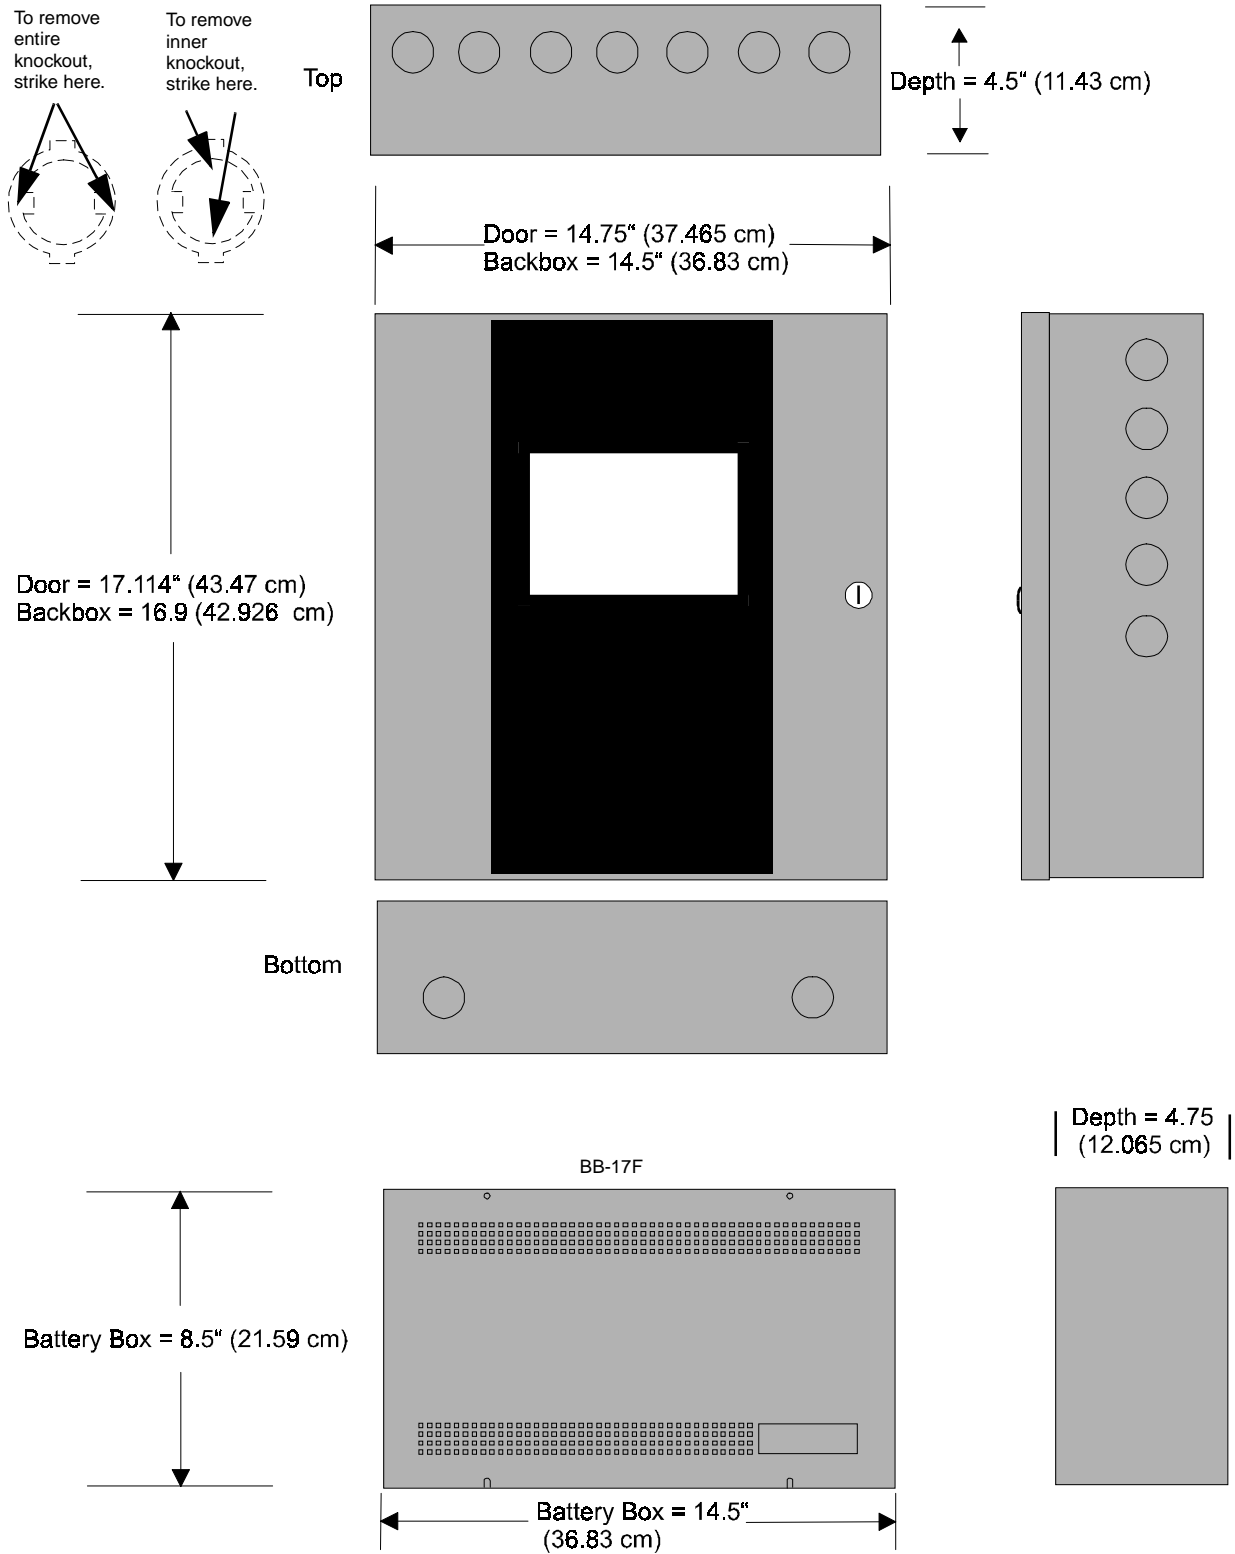 To remove
entire
knockout,
strike here.
To remove
inner
knockout,
strike here.
Top
Depth = 4.5“ (11.43 cm)
Door = 14.75“ (37.465 cm)
Backbox = 14.5“ (36.83 cm)
Door = 17.114“ (43.47 cm)
Backbox = 16.9 (42.926 cm)
Bottom
Depth = 4.75
(12.065 cm)
BB-17F
Battery Box = 8.5“ (21.59 cm)
Battery Box = 14.5“
(36.83 cm)